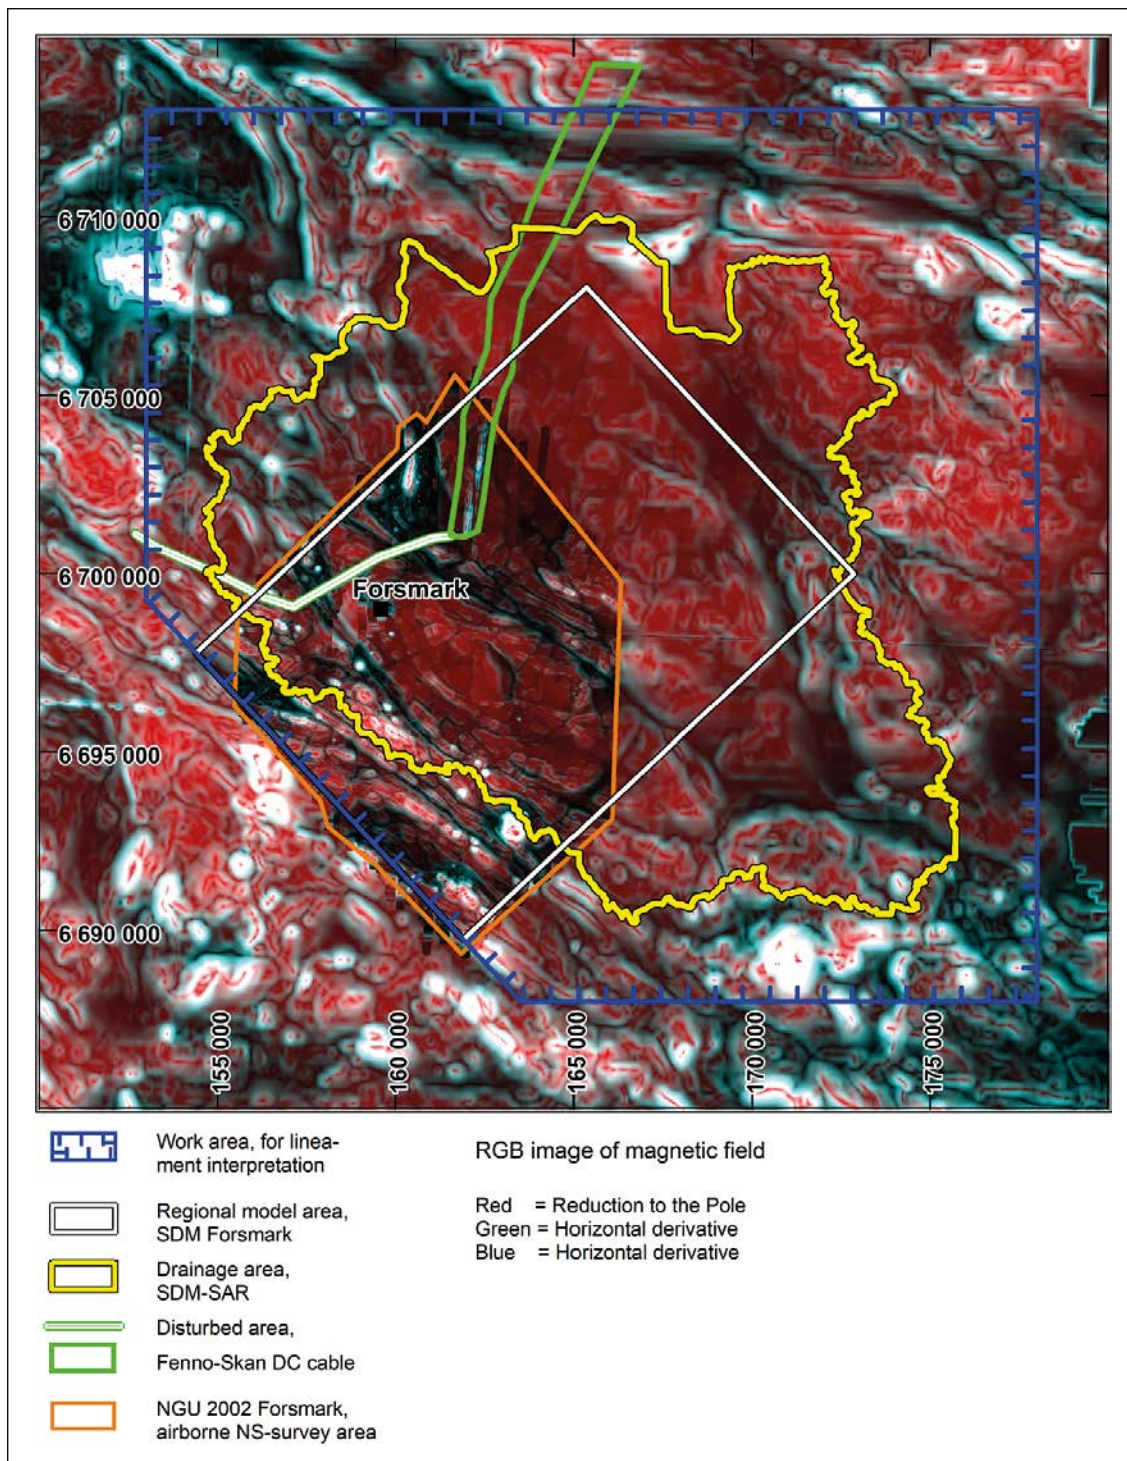 6 710 000
6 705 000
6 700 000
Forsmark
6 695 000
6 690 000
155 000
160 000
165 000
170 000
175 000
Work area, for linea-
ment interpretation
Regional model area,
SDM Forsmark
Drainage area,
SDM-SAR
Disturbed area,
Fenno-Skan DC cable
NGU 2002 Forsmark,
airborne NS-survey area
RGB image of magnetic field
Red = Reduction to the Pole
Green = Horizontal derivative
Blue = Horizontal derivative